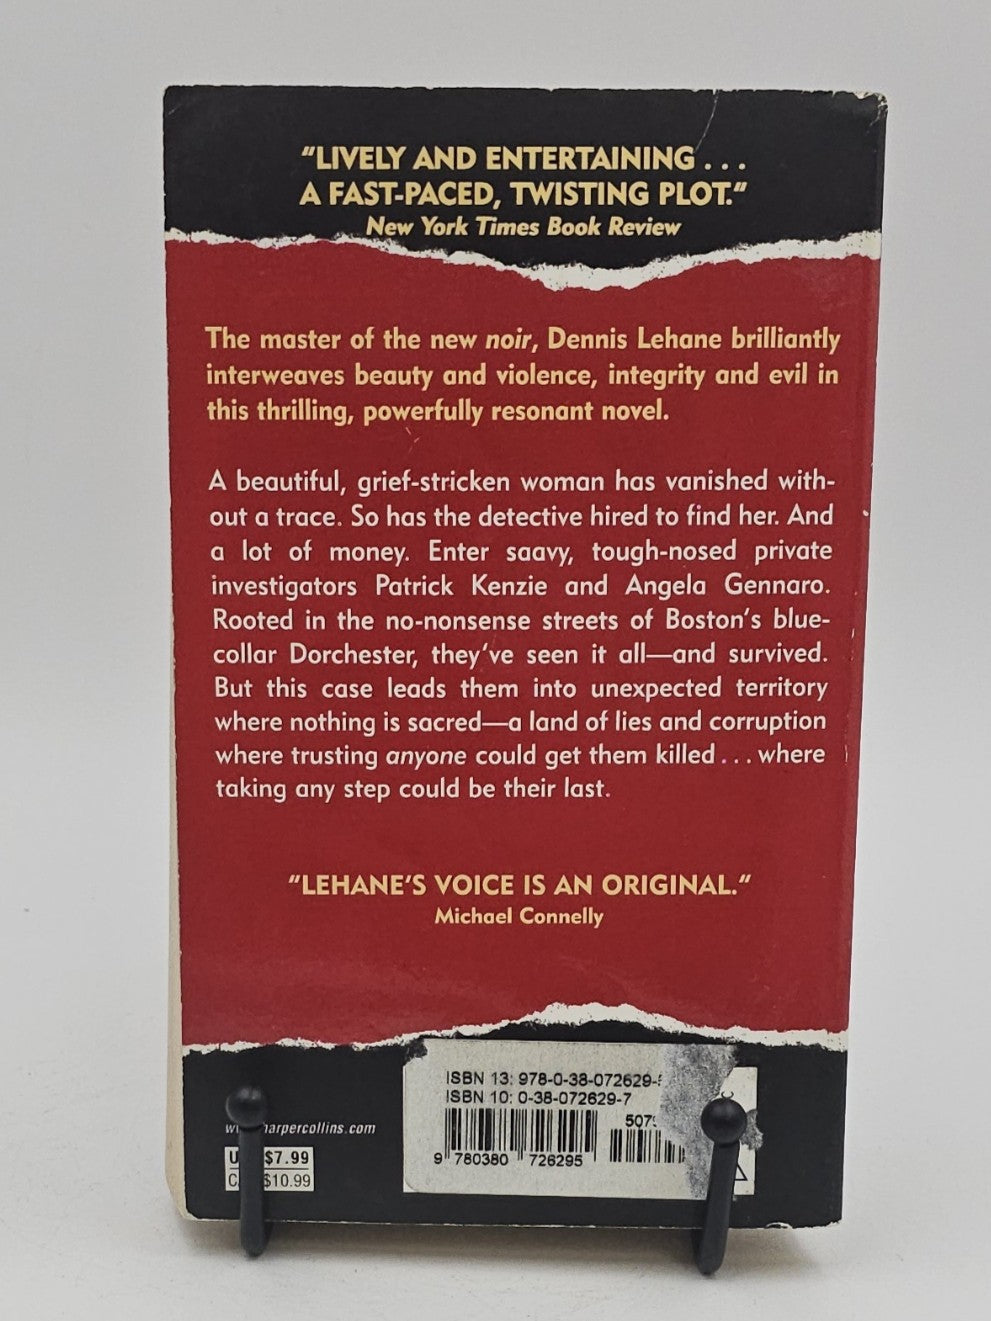 “LIVELY AND ENTERTAINING . . .
A FAST-PACED, TWISTING PLOT.”
New York Times Book Review
The master of the new noir, Dennis Lehane brilliantly
interweaves beauty and violence, integrity and evil in
this thrilling, powerfully resonant novel.
A beautiful, grief-stricken woman has vanished with-
out a trace. So has the detective hired to find her. And
a lot of money. Enter saavy, tough-nosed private
investigators Patrick Kenzie and Angela Gennaro.
Rooted in the no-nonsense streets of Boston's blue-
collar Dorchester, they've seen it all—and survived.
But this case leads them into unexpected territory
where nothing is sacred—a land of lies and corruption
where trusting anyone could get them killed . . . where
taking any step could be their last.
“LEHANE'S VOICE IS AN ORIGINAL.”
Michael Connelly
ISBN 13: 978-0-38-072629-
ISBN 10: 0-38-072629-7
507
9 780380 726295
harpercollins.com
$7.99
$10.99